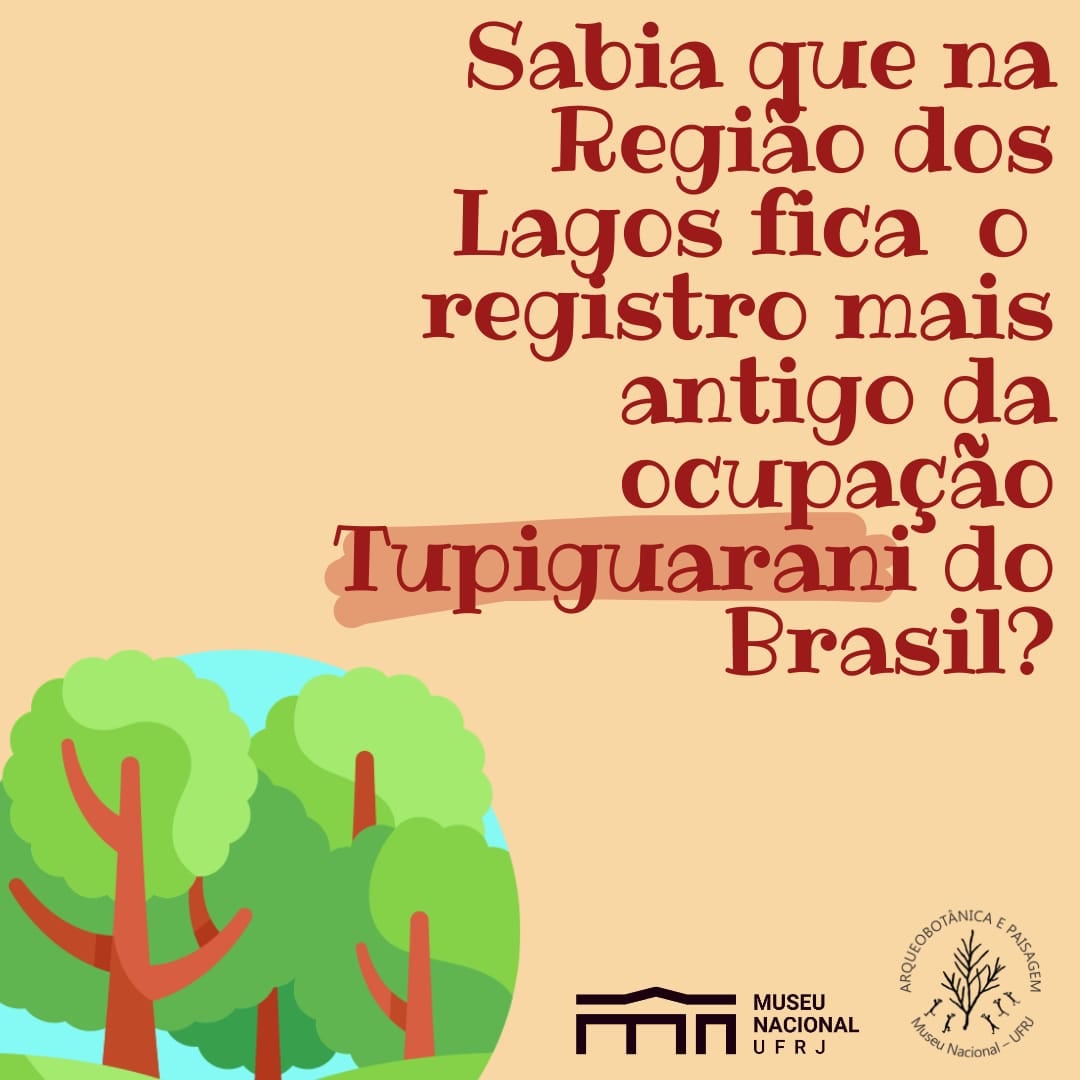 Sabia que na
Região dos
Lagos fica o
registro mais
antigo da
ocupação
Tupiguarani do
Brasil?
MUSEU
NACIONAL
UFRJ
ARQUEOBOTÂNICA E PAISAGEM
Museu Nacional – UFRJ